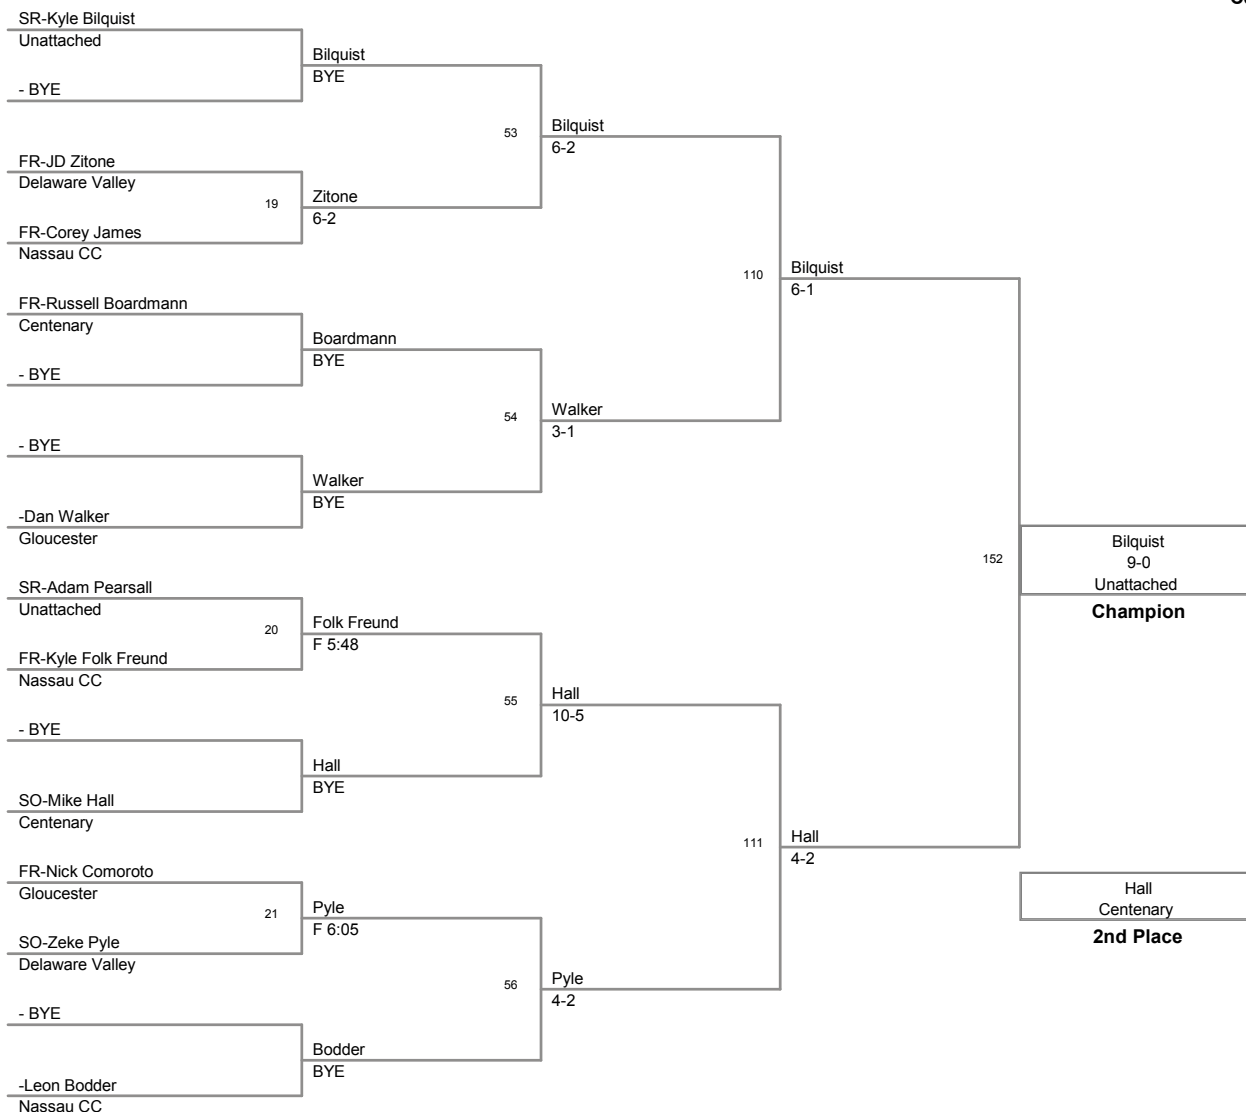 SR-Kyle Bilquist
Unattached
- BYE
FR-JD Zitone
Delaware Valley
19
FR-Corey James
Nassau CC
FR-Russell Boardmann
Centenary
- BYE
- BYE
-Dan Walker
Gloucester
SR-Adam Pearsall
Unattached
20
FR-Kyle Folk Freund
Nassau CC
- BYE
SO-Mike Hall
Centenary
FR-Nick Comoroto
Gloucester
21
SO-Zeke Pyle
Delaware Valley
- BYE
-Leon Bodder
Nassau CC
Bilquist
BYE
53
Zitone
6-2
Boardmann
BYE
54
Walker
BYE
Folk Freund
F 5:48
55
Hall
BYE
Pyle
F 6:05
56
Bodder
BYE
Bilquist
6-2
110
Walker
3-1
Hall
10-5
111
Pyle
4-2
Bilquist
6-1
152
Hall
4-2
Bilquist
9-0
Unattached
Champion
Hall
Centenary
2nd Place